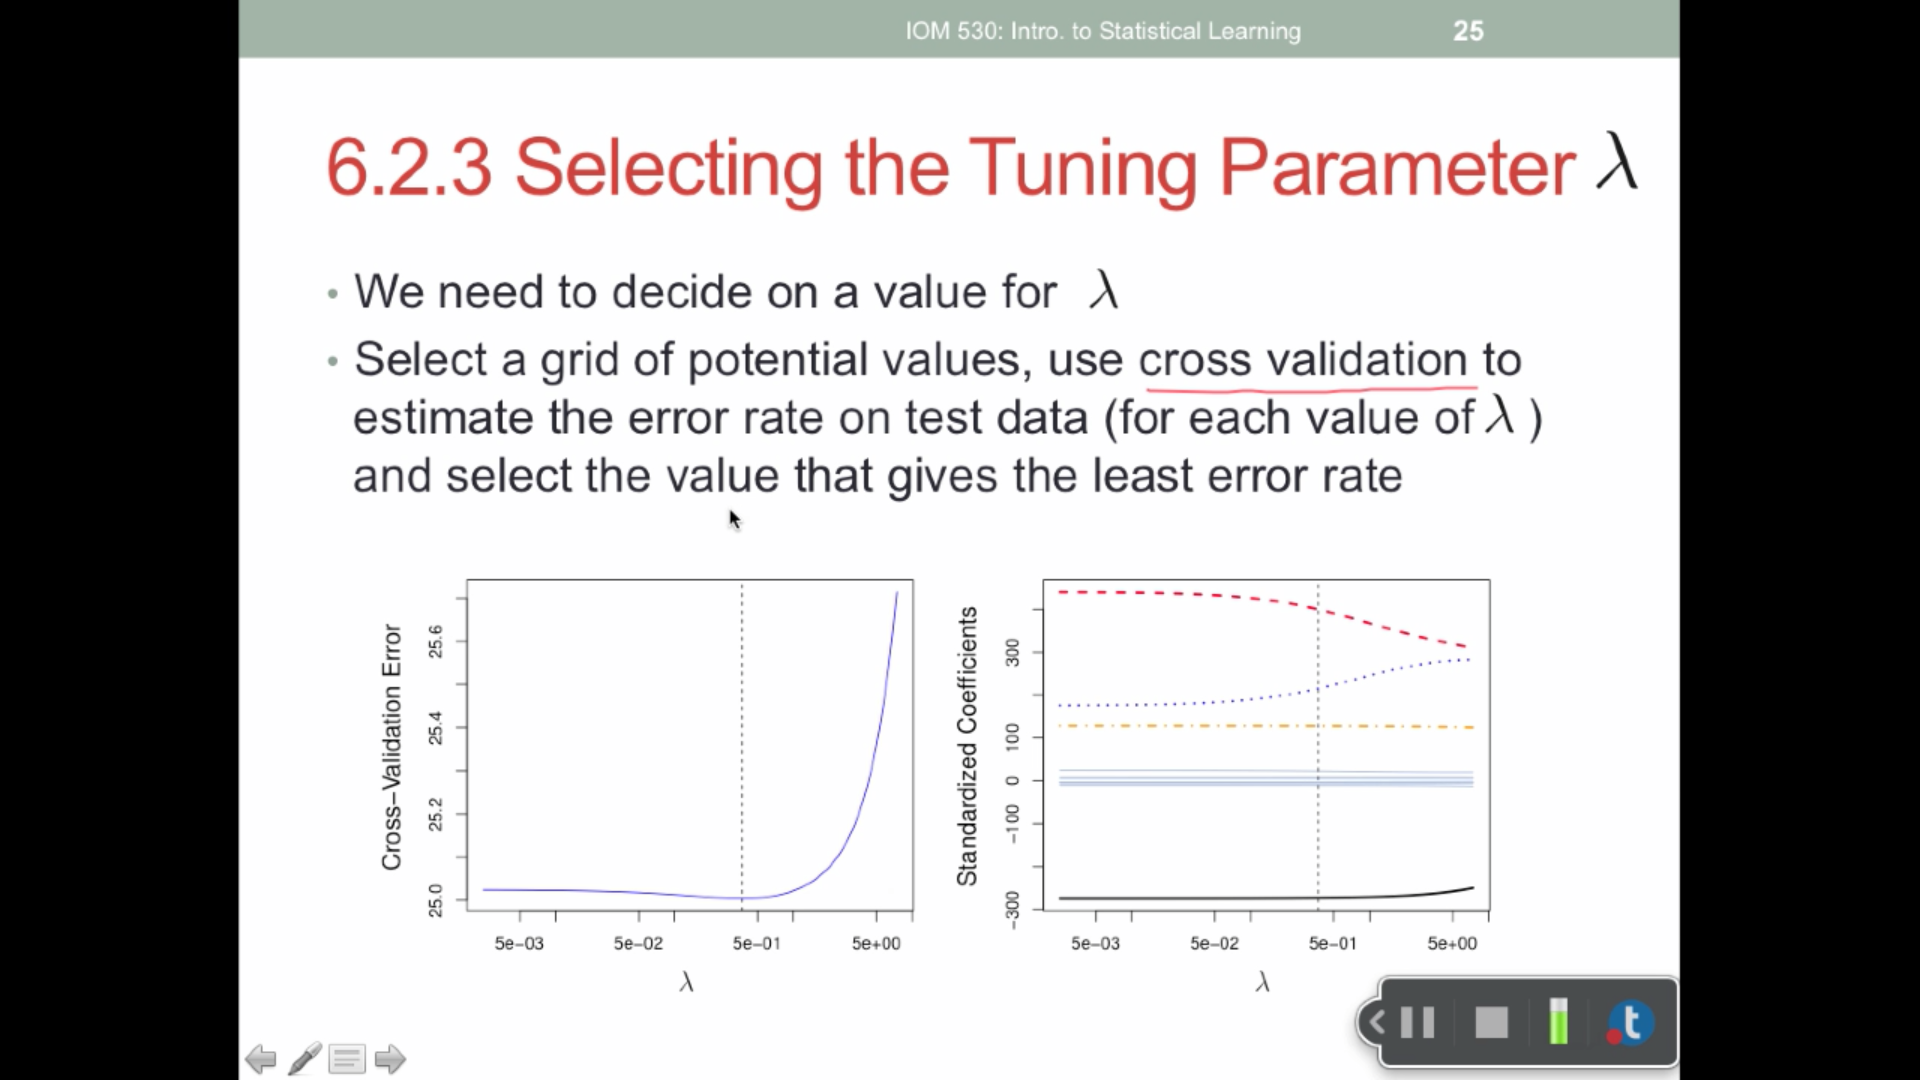 IOM 530: Intro. to Statistical Learning 25
6.2.3 Selecting the Tuning Parameter λ
• We need to decide on a value for λ
• Select a grid of potential values, use cross validation to
estimate the error rate on test data (for each value of λ )
and select the value that gives the least error rate
Cross−Validation Error
25.6
25.4
25.2
25.0
5e−03 5e−02 5e−01 5e+00
λ
Standardized Coefficients
300
100
0
−100
−300
5e−03 5e−02 5e−01 5e+00
λ
t